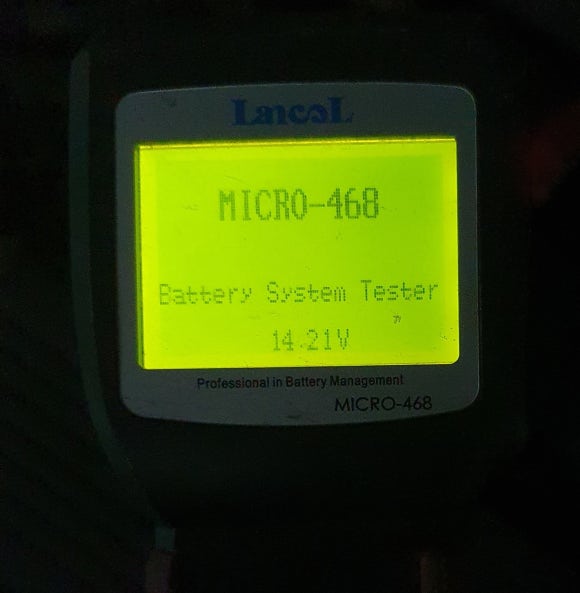 Lancol
MICRO-468
Battery System Tester
14.21V
Professional in Battery Management
MICRO-468